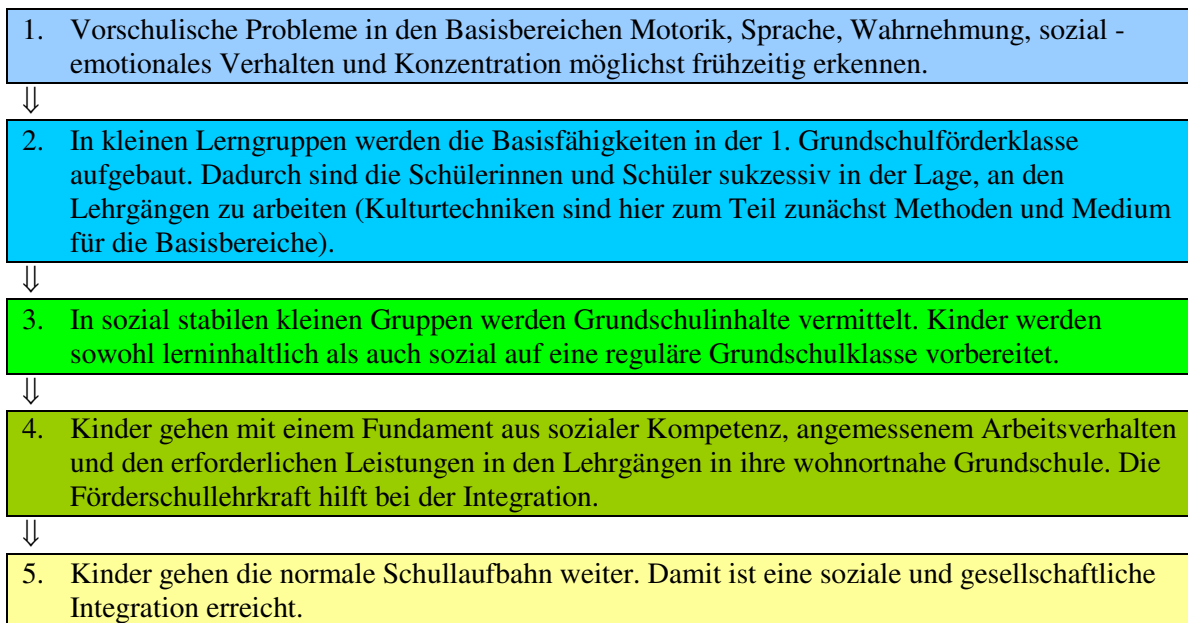 1. Vorschulische Probleme in den Basisbereichen Motorik, Sprache, Wahrnehmung, sozial -
emotionales Verhalten und Konzentration möglichst frühzeitig erkennen.
⇓
2. In kleinen Lerngruppen werden die Basisfähigkeiten in der 1. Grundschulförderklasse
aufgebaut. Dadurch sind die Schülerinnen und Schüler sukzessiv in der Lage, an den
Lehrgängen zu arbeiten (Kulturtechniken sind hier zum Teil zunächst Methoden und Medium
für die Basisbereiche).
⇓
3. In sozial stabilen kleinen Gruppen werden Grundschulinhalte vermittelt. Kinder werden
sowohl lerninhaltlich als auch sozial auf eine reguläre Grundschulklasse vorbereitet.
⇓
4. Kinder gehen mit einem Fundament aus sozialer Kompetenz, angemessenem Arbeitsverhalten
und den erforderlichen Leistungen in den Lehrgängen in ihre wohnortnahe Grundschule. Die
Förderschullehrkraft hilft bei der Integration.
⇓
5. Kinder gehen die normale Schullaufbahn weiter. Damit ist eine soziale und gesellschaftliche
Integration erreicht.